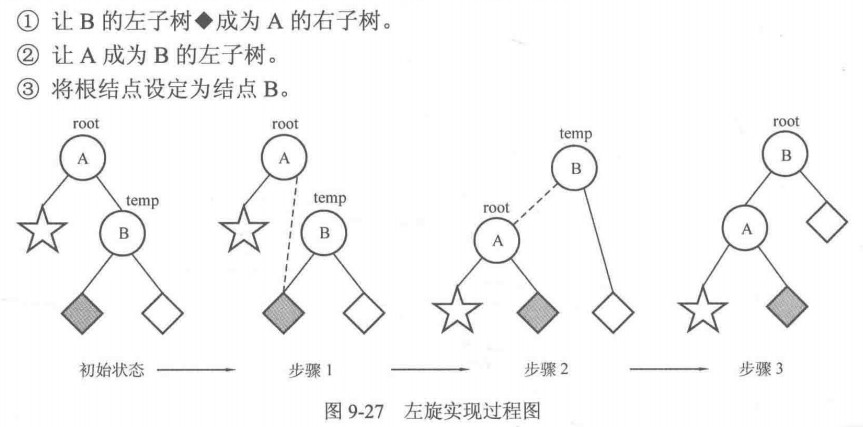 ① 让 B 的左子树◆成为 A 的右子树。
② 让 A 成为 B 的左子树。
③ 将根结点设定为结点 B。
root
A
temp
B
root
A
temp
B
temp
B
root
A
root
B
A
初始状态
步骤 1
步骤 2
步骤 3
图 9-27 左旋实现过程图